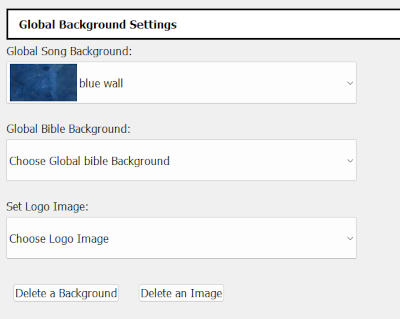 Global Background Settings
Global Song Background:
blue wall
Global Bible Background:
Choose Global bible Background
Set Logo Image:
Choose Logo Image
Delete a Background Delete an Image